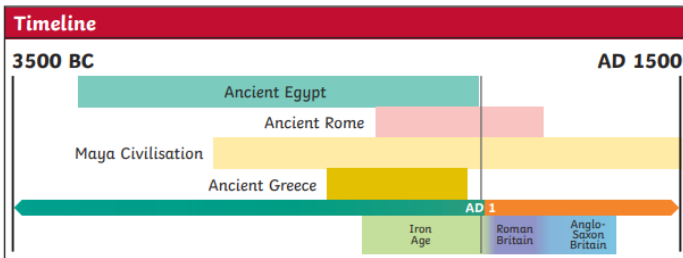 Timeline
3500 BC
AD 1500
Ancient Egypt
Ancient Rome
Maya Civilisation
Ancient Greece
AD 1
Iron
Age
Roman
Britain
Anglo-
Saxon
Britain